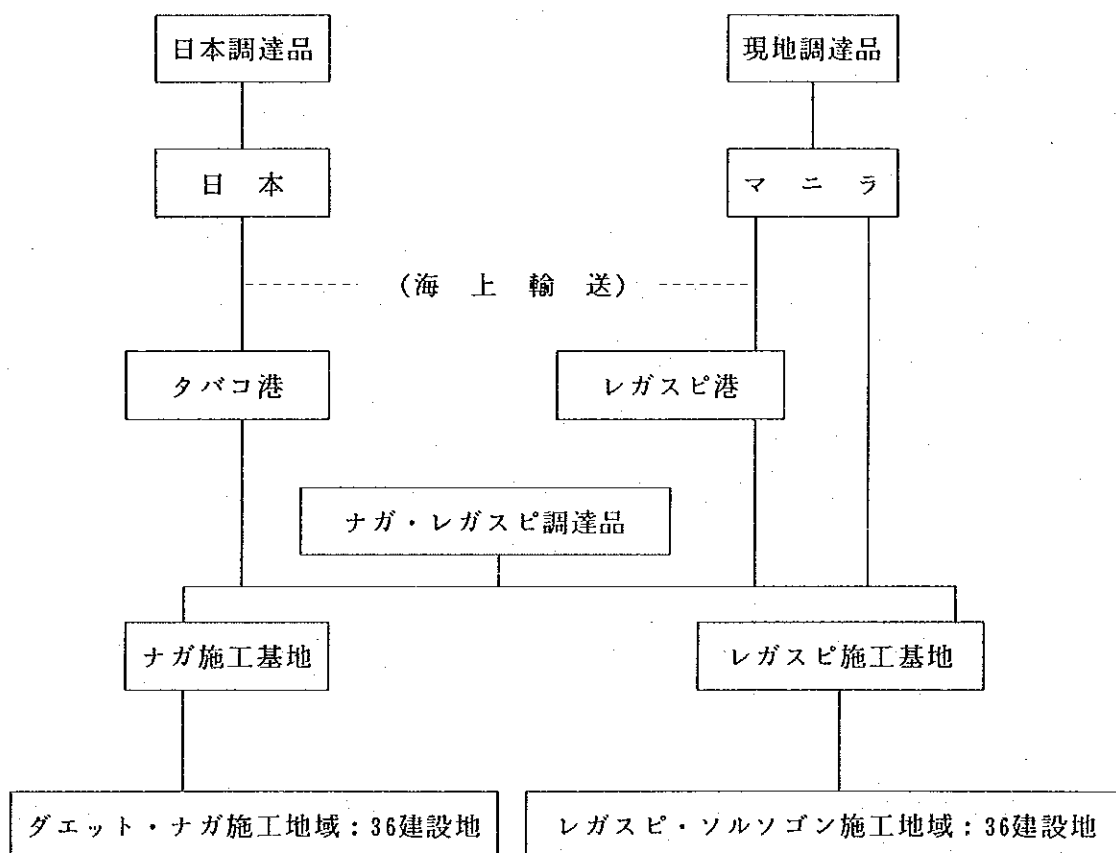 日本調達品
現地調達品
日本
マニラ
(海上輸送)
タバコ港
レガスピ港
ナガ・レガスピ調達品
ナガ施工基地
レガスピ施工基地
ダエット・ナガ施工地域：36建設地
レガスピ・ソルソゴン施工地域：36建設地